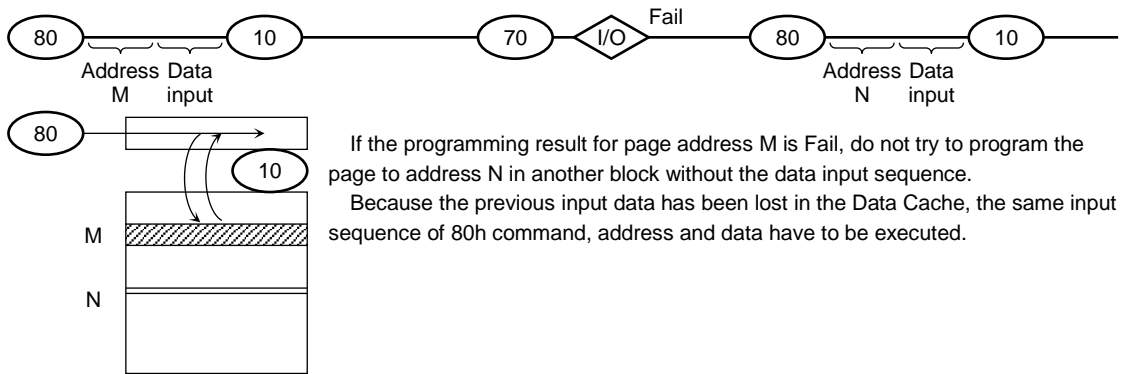 Fail
80 10 70 I/O 80 10
Address Data Address Data
M input N input
80
If the programming result for page address M is Fail, do not try to program the
10
page to address N in another block without the data input sequence.
Because the previous input data has been lost in the Data Cache, the same input
M
sequence of 80h command, address and data have to be executed.
N